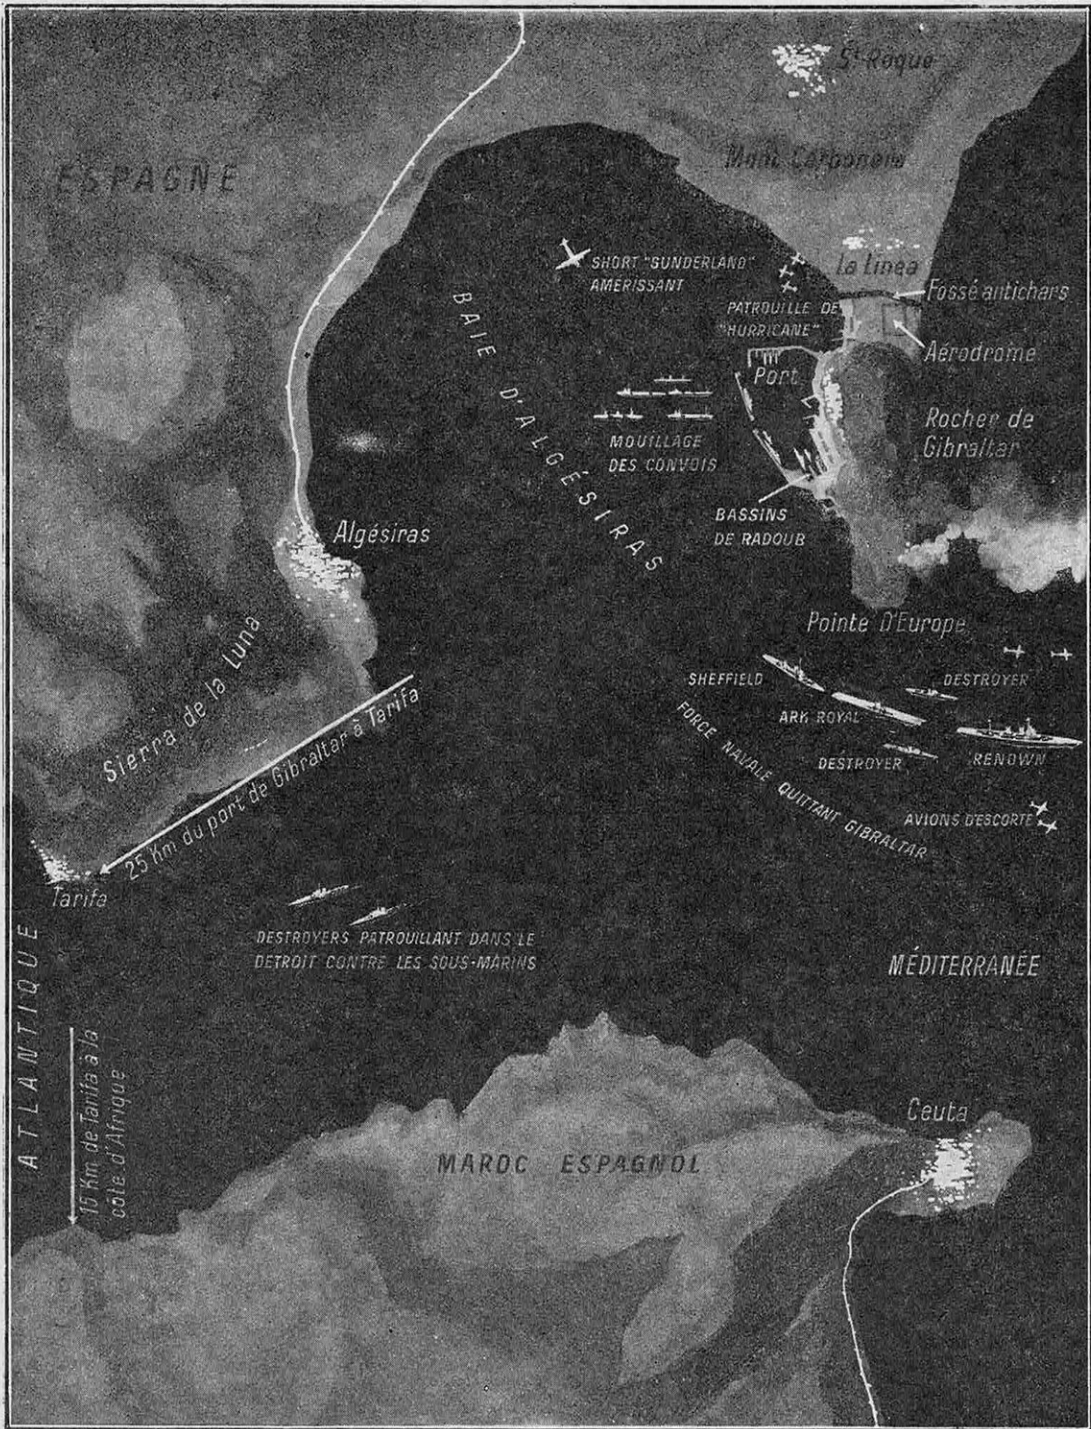 ESPAGNE
St Roque
Mont Carbonera
SHORT "SUNDERLAND"
AMERISSANT
la Linea
Fossé antichars
PATROUILLE DE
"HURRICANE"
Aérodrome
Port
BAIE D'ALGÉSIRAS
MOUILLAGE
DES CONVOIS
Rocher de
Gibraltar
BASSINS
DE RADOUB
Algésiras
Pointe D'Europe
Sierra de la Luna
SHEFFIELD
DESTROYER
ARK ROYAL
DESTROYER
RENOWN
FORCE NAVALE QUITTANT GIBRALTAR
AVIONS D'ESCORTE
25 Km du port de Gibraltar à Tarifa
Tarifa
DESTROYERS PATROUILLANT DANS LE
DETROIT CONTRE LES SOUS-MARINS
ATLANTIQUE
MÉDITERRANÉE
15 Km de Tarifa à la
côte d'Afrique
Ceuta
MAROC ESPAGNOL